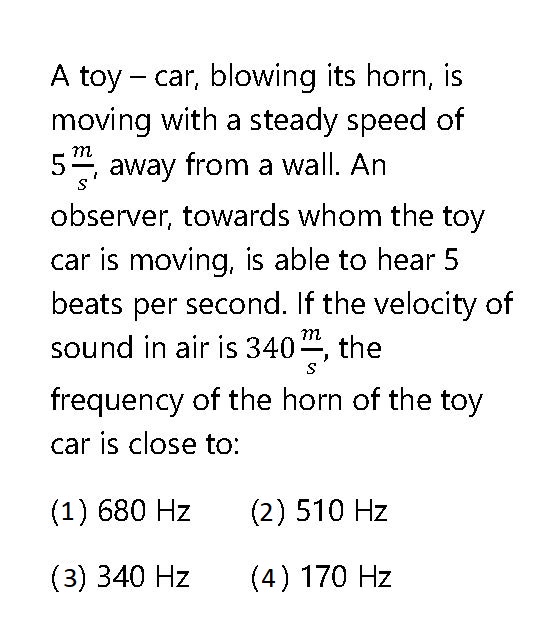 A toy – car, blowing its horn, is
moving with a steady speed of
5 m/s, away from a wall. An
observer, towards whom the toy
car is moving, is able to hear 5
beats per second. If the velocity of
sound in air is 340 m/s, the
frequency of the horn of the toy
car is close to:
(1) 680 Hz (2) 510 Hz
(3) 340 Hz (4) 170 Hz